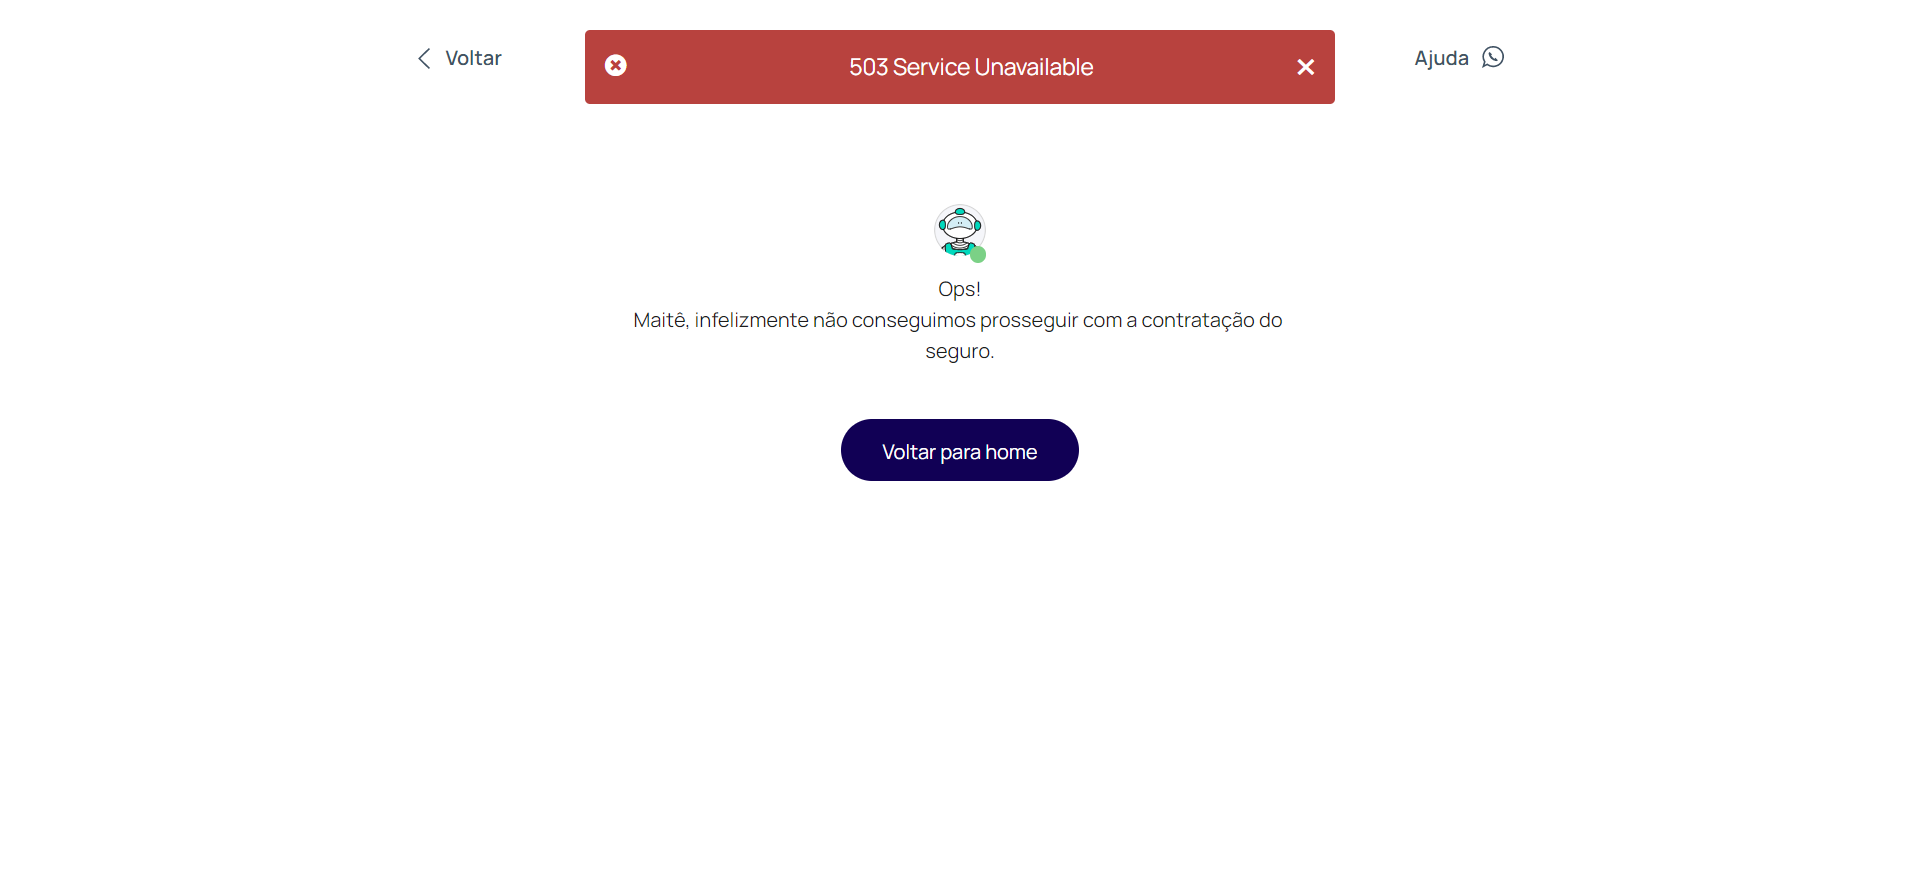 Voltar
503 Service Unavailable
Ajuda
Ops!
Maitê, infelizmente não conseguimos prosseguir com a contratação do
seguro.
Voltar para home